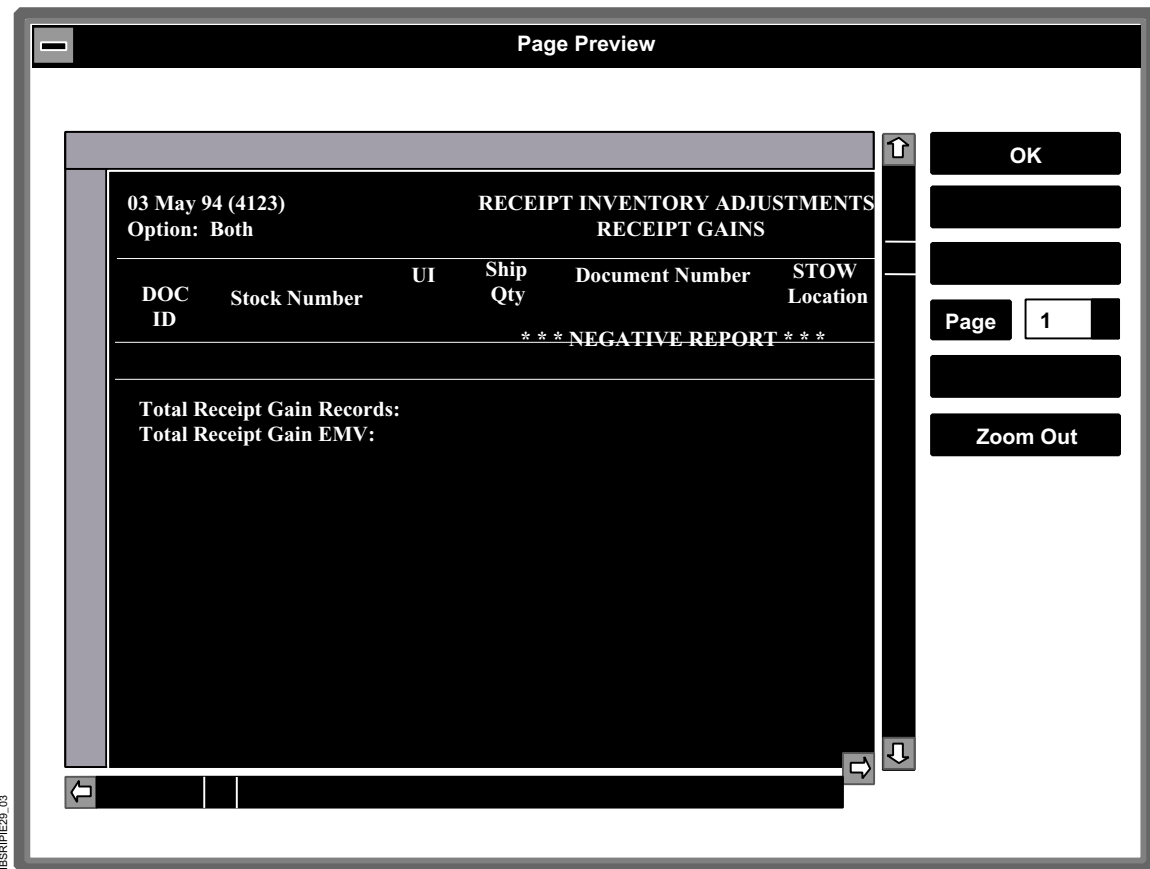 Page Preview
OK
03 May 94 (4123) RECEIPT INVENTORY ADJUSTMENTS
Option: Both RECEIPT GAINS
DOC ID Stock Number UI Ship Qty Document Number STOW Location
* * * NEGATIVE REPORT * * *
Page 1
Total Receipt Gain Records:
Total Receipt Gain EMV:
Zoom Out